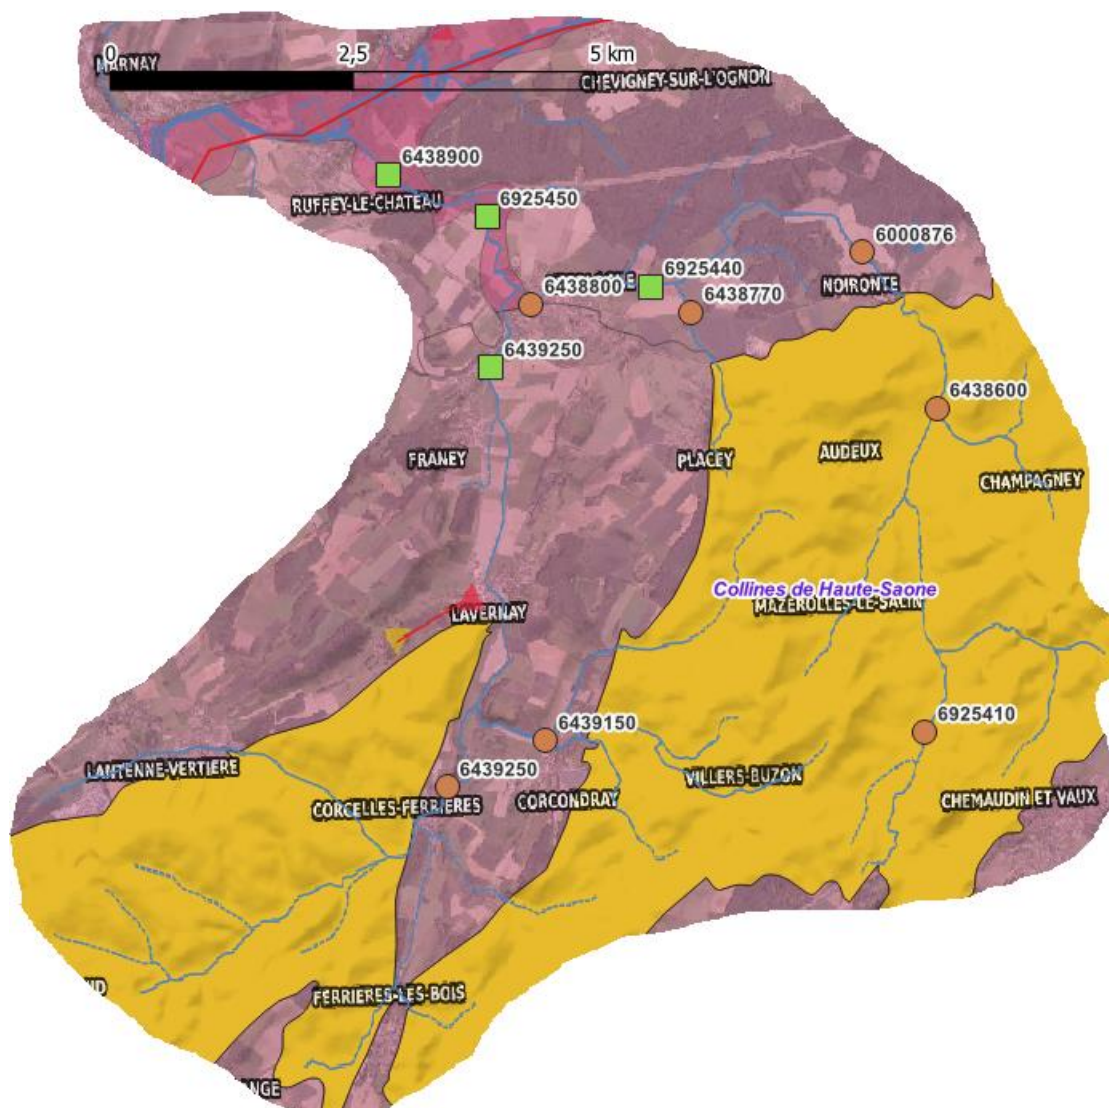 0 2,5 5 km
MARNAY
CHEVIGNEY-SUR-L'OGNON
6438900
RUFFEY-LE-CHATEAU
6925450
6000876
6925440
NOIRONTE
6438800
6438770
6439250
6438600
FRANEY
PLACEY
AUDEUX
CHAMPAGNEY
Collines de Haute-Saone
MAZEROLLES-LE-SALIN
LAVERNAY
6925410
6439150
LANTENNE-VERTIERE
6439250
VILLERS-BUZON
CORCELLES-FERRIERES
CORCONDRAY
CHEMAUDIN ET VAUX
FERRIERES-LES-BOIS